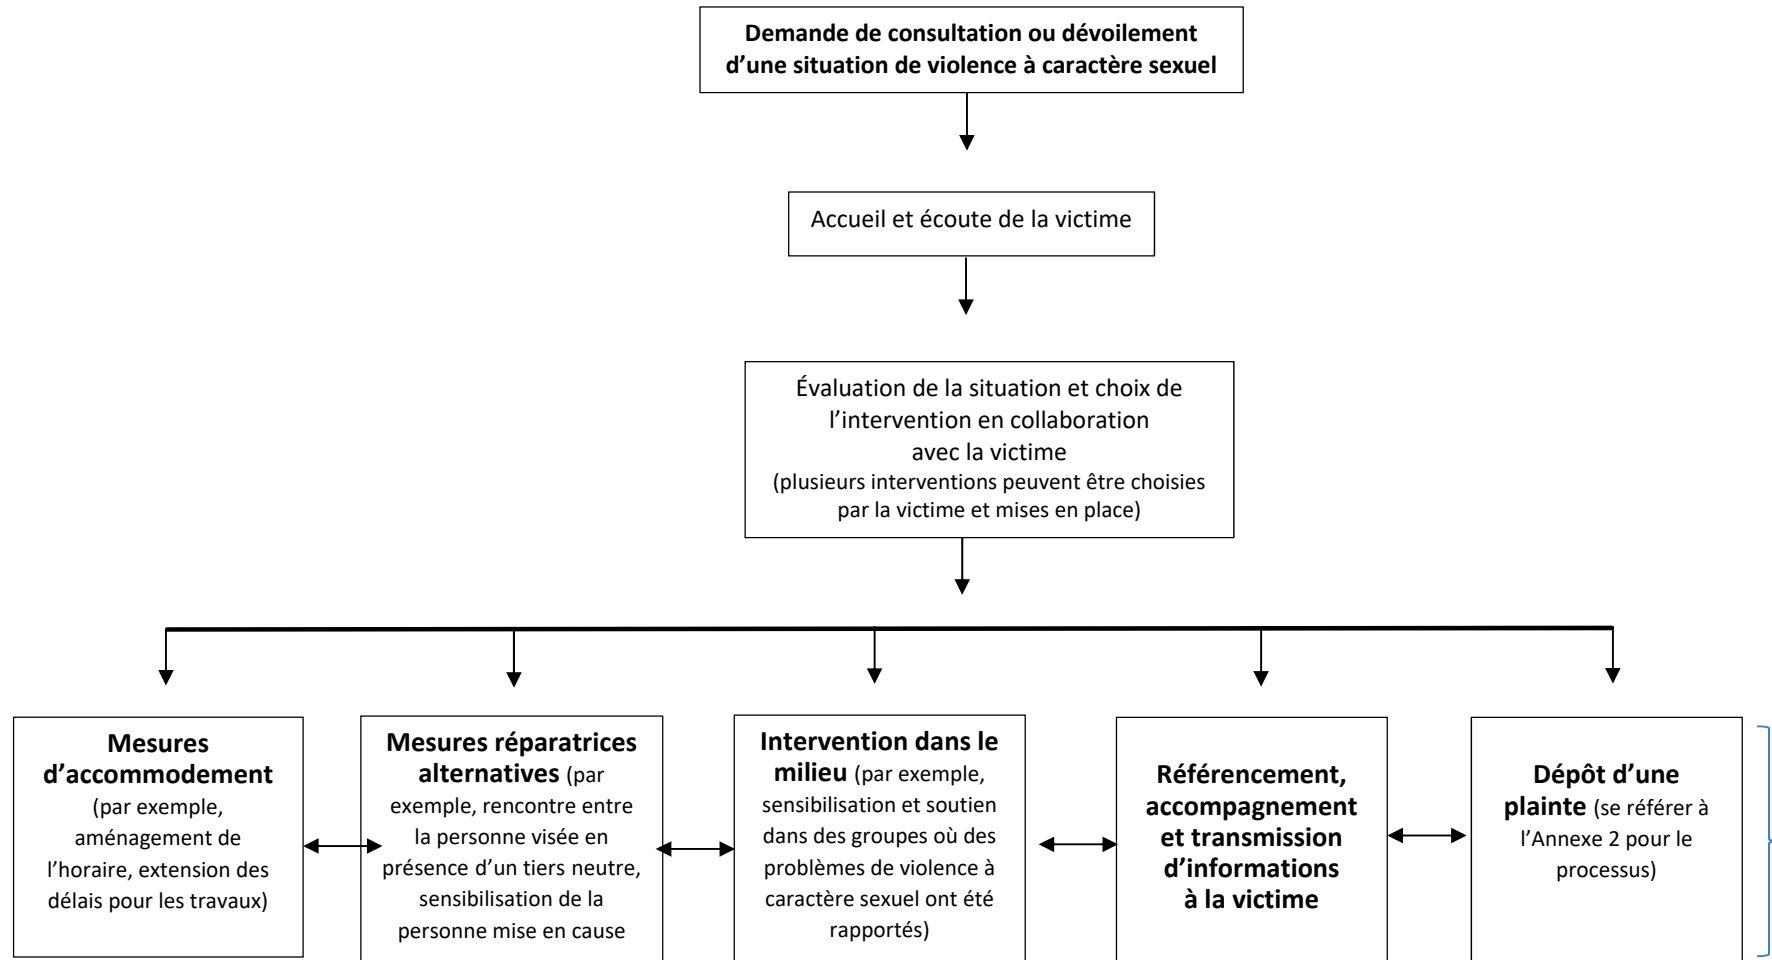 Demande de consultation ou dévoilement
d’une situation de violence à caractère sexuel
Accueil et écoute de la victime
Évaluation de la situation et choix de
l’intervention en collaboration
avec la victime
(plusieurs interventions peuvent être choisies
par la victime et mises en place)
Mesures
d’accommodement
(par exemple,
aménagement de
l’horaire, extension des
délais pour les travaux)
Mesures réparatrices
alternatives (par
exemple, rencontre entre
la personne visée en
présence d’un tiers neutre,
sensibilisation de la
personne mise en cause
Intervention dans le
milieu (par exemple,
sensibilisation et soutien
dans des groupes où des
problèmes de violence à
caractère sexuel ont été
rapportés)
Référencement,
accompagnement
et transmission
d’informations
à la victime
Dépôt d’une
plainte (se référer à
l’Annexe 2 pour le
processus)